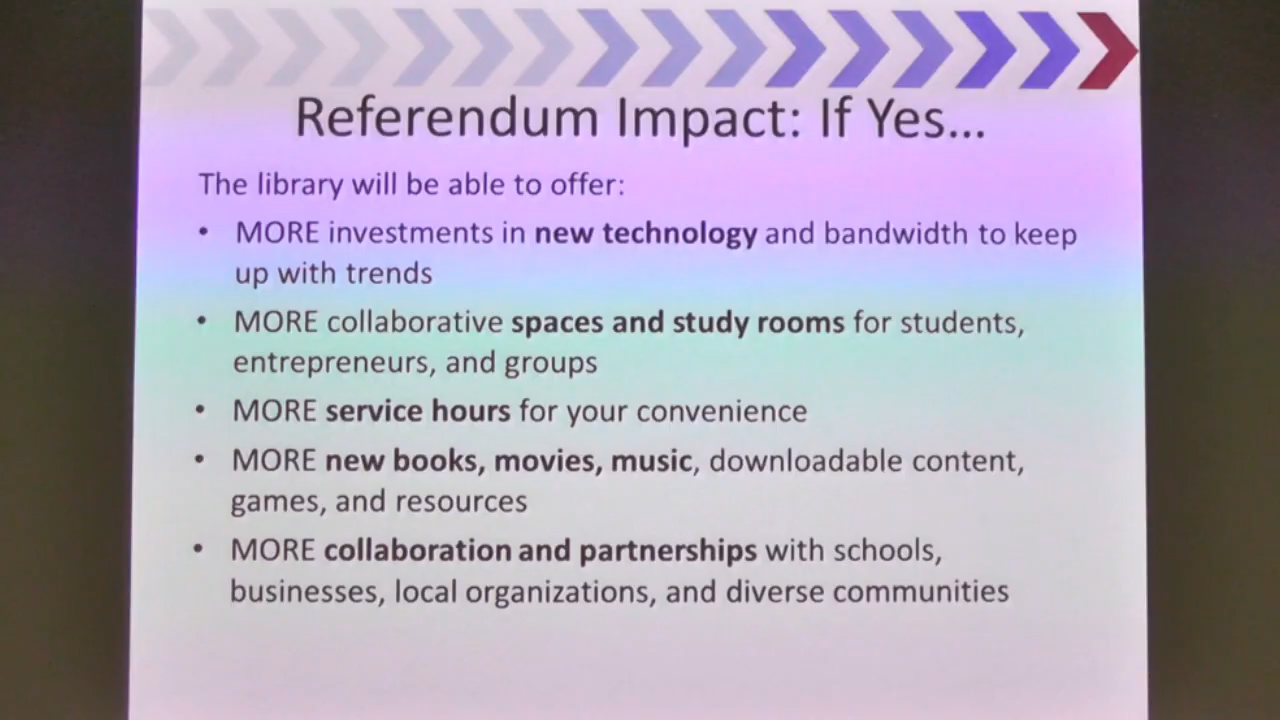 Referendum Impact: If Yes...
The library will be able to offer:
• MORE investments in new technology and bandwidth to keep
up with trends
• MORE collaborative spaces and study rooms for students,
entrepreneurs, and groups
• MORE service hours for your convenience
• MORE new books, movies, music, downloadable content,
games, and resources
• MORE collaboration and partnerships with schools,
businesses, local organizations, and diverse communities